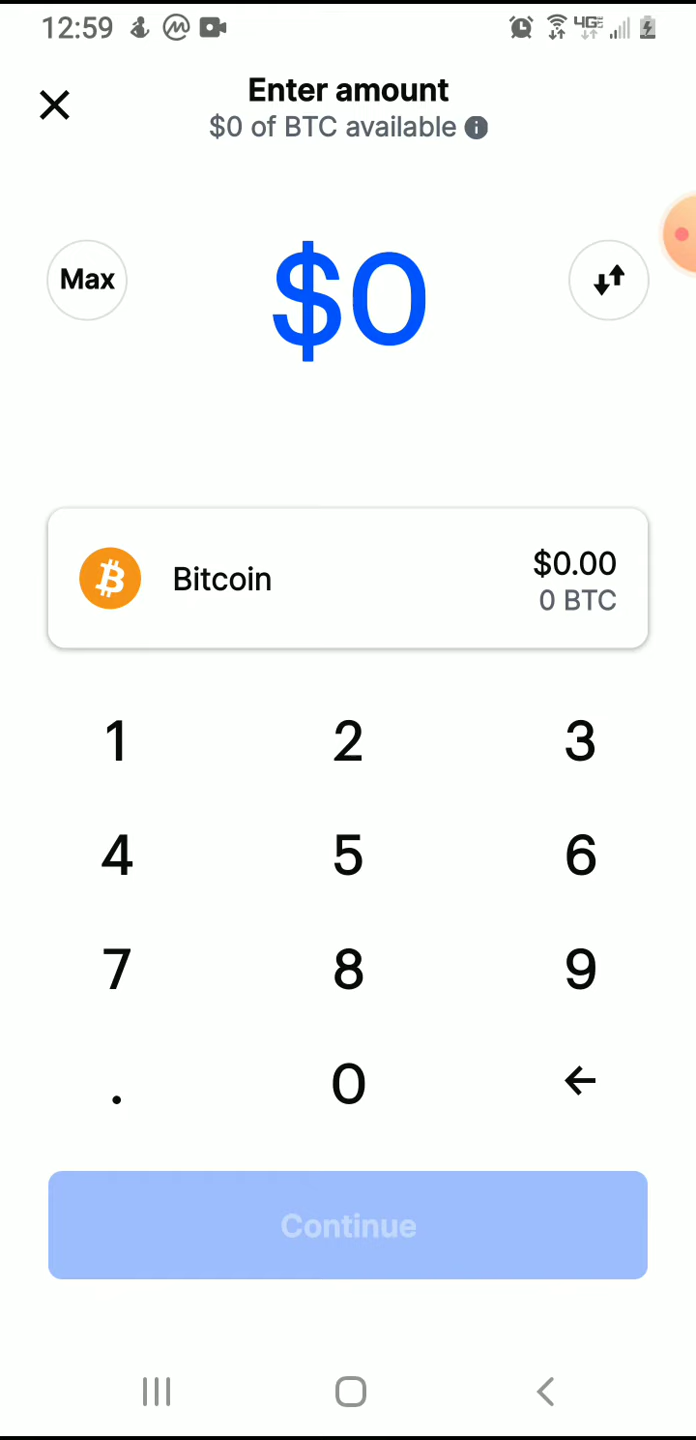 12:59 4GE
Enter amount
$0 of BTC available
Max
$0
Bitcoin
$0.00
0 BTC
1 2 3
4 5 6
7 8 9
. 0 ←
Continue